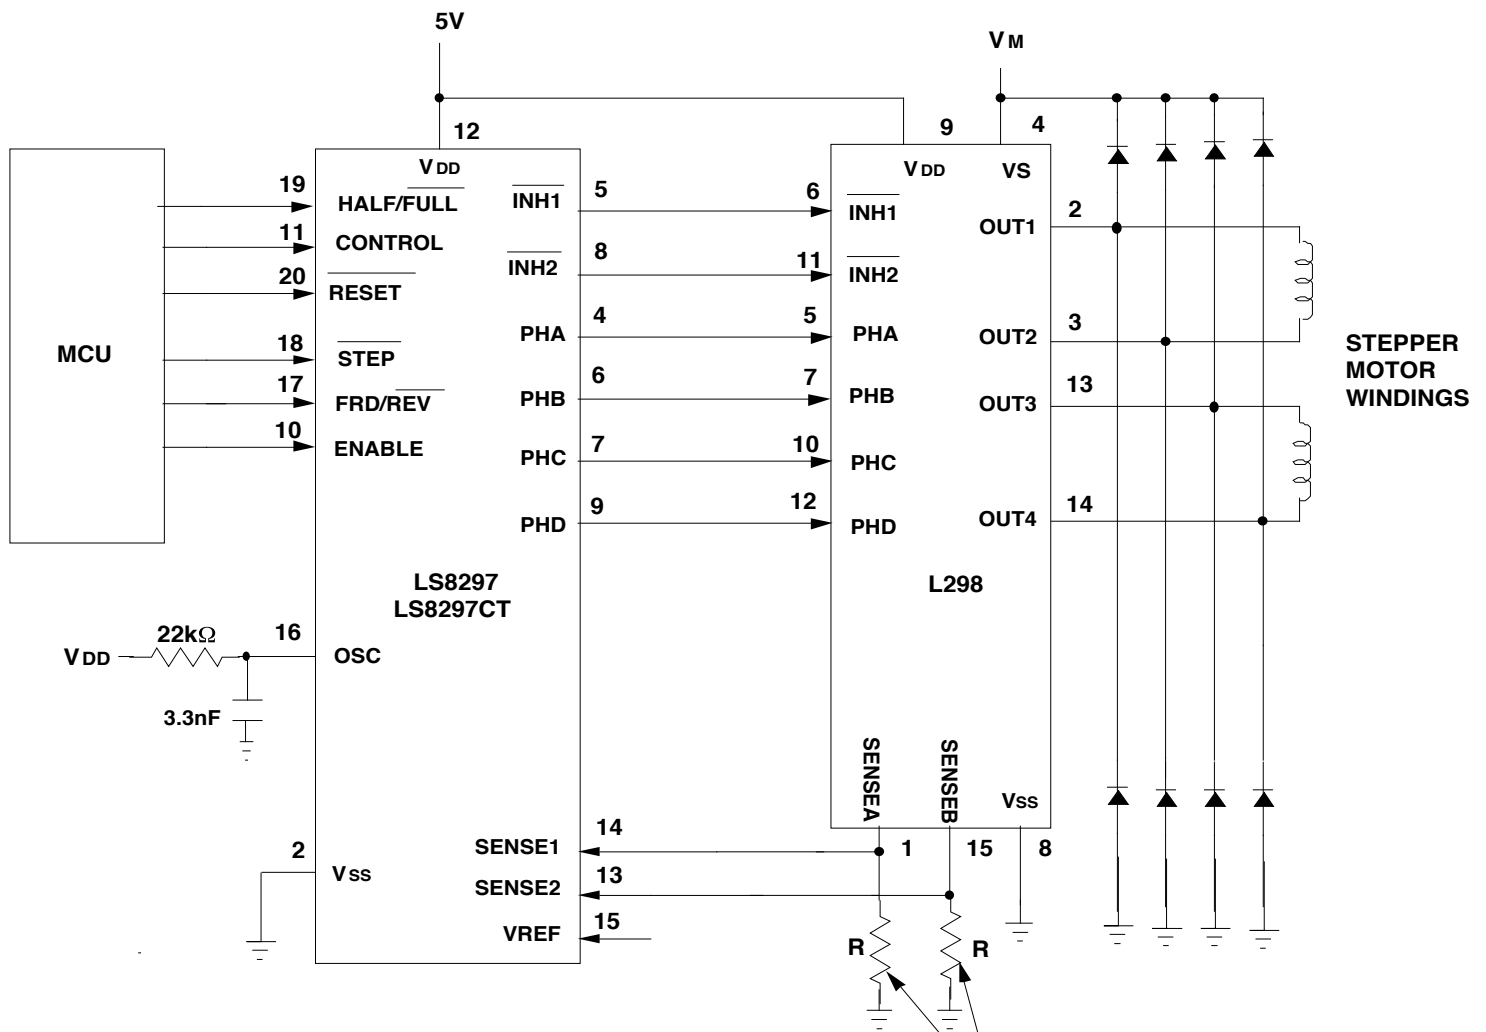 5V
VM
12
9
4
VDD
VDD
VS
MCU
19
HALF/FULL
11
CONTROL
20
RESET
18
STEP
17
FRD/REV
10
ENABLE
INH1
5
INH2
8
PHA
4
PHB
6
PHC
7
PHD
9
6
INH1
11
INH2
5
PHA
7
PHB
10
PHC
12
PHD
OUT1
2
OUT2
3
OUT3
13
OUT4
14
STEPPER
MOTOR
WINDINGS
LS8297
LS8297CT
L298
22kΩ
VDD
16
OSC
3.3nF
2
VSS
SENSE1
14
SENSE2
13
VREF
15
SENSEA
SENSEB
VSS
1
15
8
R
R